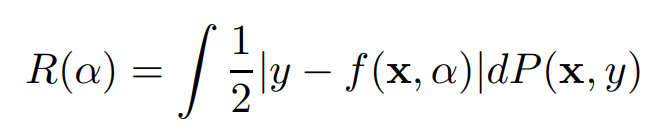 R(α) = ∫ 1/2 |y − f(𝐱, α)|dP(𝐱, y)